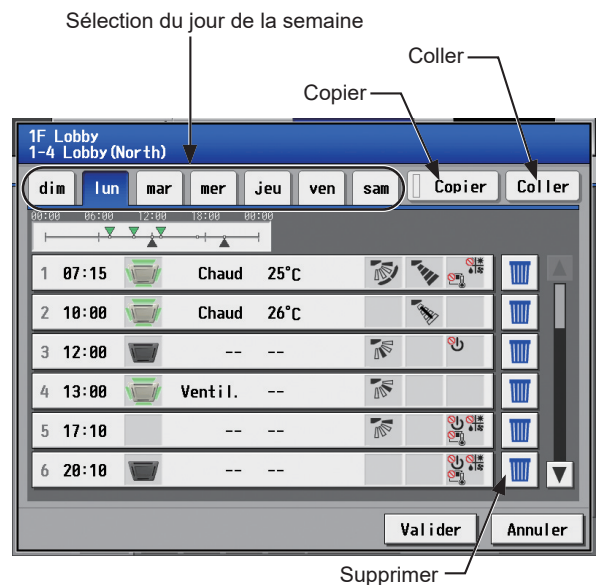 Sélection du jour de la semaine
Coller
Copier
1F Lobby
1-4 Lobby(North)
dim lun mar mer jeu ven sam Copier Coller
00:00 06:00 12:00 18:00 00:00
1 07:15 Chaud 25°C
2 10:00 Chaud 26°C
3 12:00 -- --
4 13:00 Ventil. --
5 17:10 -- --
6 20:10 -- --
Valider Annuler
Supprimer